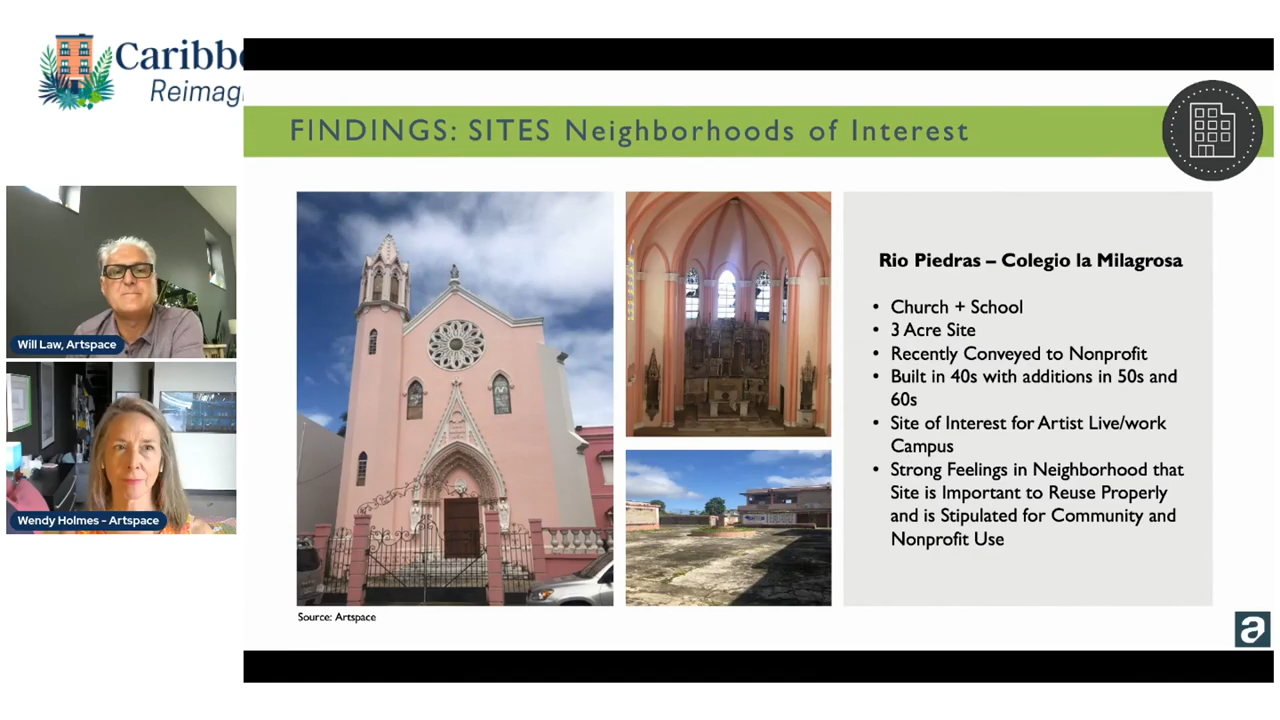 Caribbe
Reimag
FINDINGS: SITES Neighborhoods of Interest
Will Law, Artspace
Wendy Holmes - Artspace
Rio Piedras – Colegio la Milagrosa
• Church + School
• 3 Acre Site
• Recently Conveyed to Nonprofit
• Built in 40s with additions in 50s and
60s
• Site of Interest for Artist Live/work
Campus
• Strong Feelings in Neighborhood that
Site is Important to Reuse Properly
and is Stipulated for Community and
Nonprofit Use
Source: Artspace
a